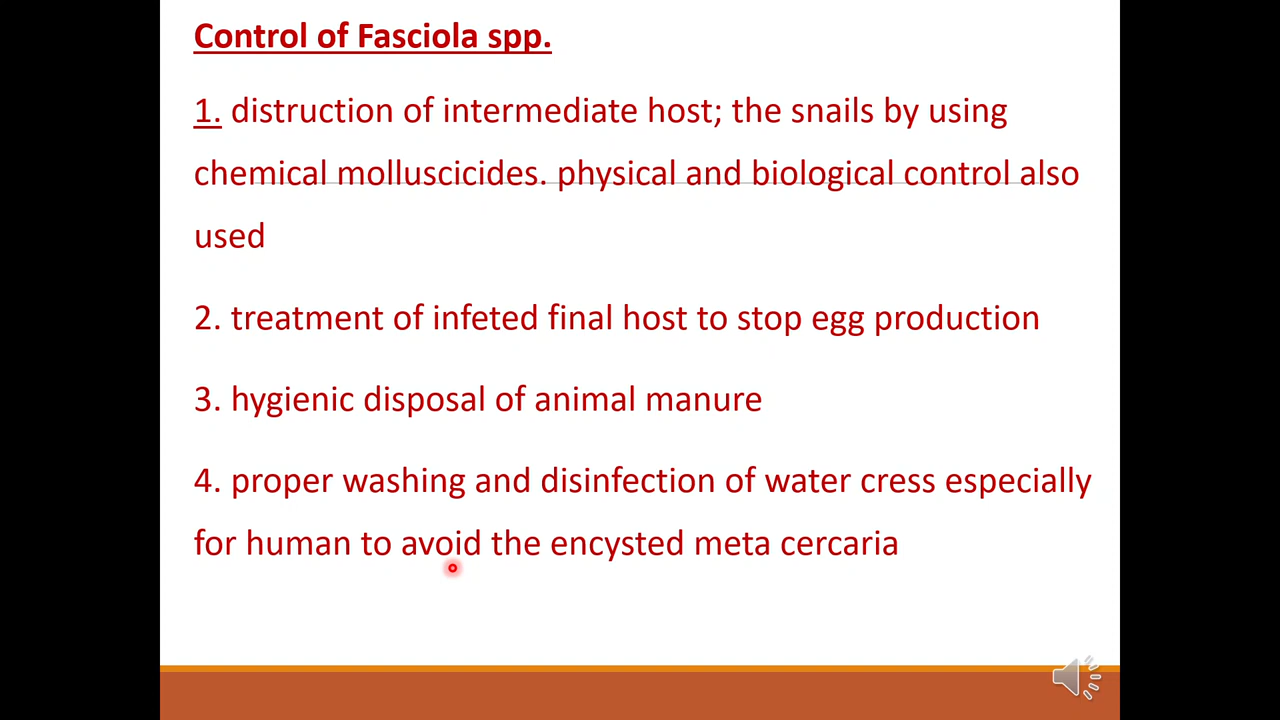 Control of Fasciola spp.
1. distruction of intermediate host; the snails by using
chemical molluscicides. physical and biological control also
used
2. treatment of infeted final host to stop egg production
3. hygienic disposal of animal manure
4. proper washing and disinfection of water cress especially
for human to avoid the encysted meta cercaria